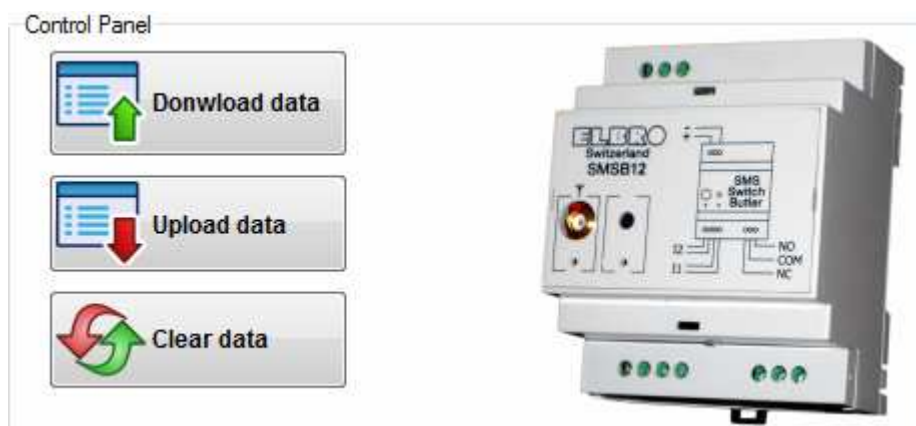 Control Panel
Donwload data
Upload data
Clear data
ELBRO
Switzerland
SMSB12
- +
SMS
Switch
Butler
I2
I1
NO
COM
NC